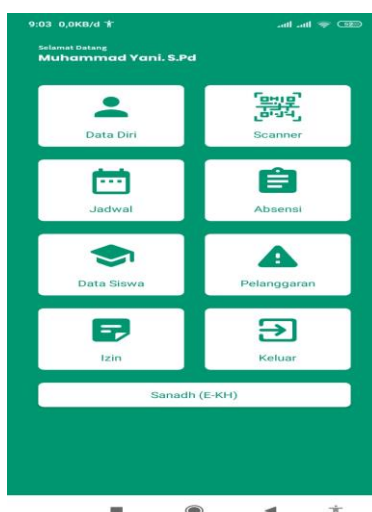 9:03 0,0KB/d
Selamat Datang
Muhammad Yani. S.Pd
Data Diri
Scanner
Jadwal
Absensi
Data Siswa
Pelanggaran
Izin
Keluar
Sanadh (E-KH)